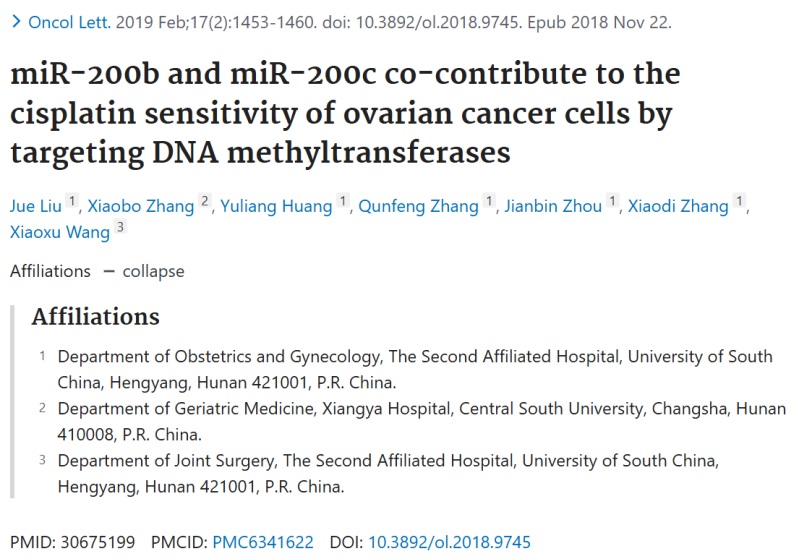 > Oncol Lett. 2019 Feb;17(2):1453-1460. doi: 10.3892/ol.2018.9745. Epub 2018 Nov 22.
miR-200b and miR-200c co-contribute to the
cisplatin sensitivity of ovarian cancer cells by
targeting DNA methyltransferases
Jue Liu 1, Xiaobo Zhang 2, Yuliang Huang 1, Qunfeng Zhang 1, Jianbin Zhou 1, Xiaodi Zhang 1,
Xiaoxu Wang 3
Affiliations — collapse
Affiliations
1 Department of Obstetrics and Gynecology, The Second Affiliated Hospital, University of South
China, Hengyang, Hunan 421001, P.R. China.
2 Department of Geriatric Medicine, Xiangya Hospital, Central South University, Changsha, Hunan
410008, P.R. China.
3 Department of Joint Surgery, The Second Affiliated Hospital, University of South China,
Hengyang, Hunan 421001, P.R. China.
PMID: 30675199 PMCID: PMC6341622 DOI: 10.3892/ol.2018.9745